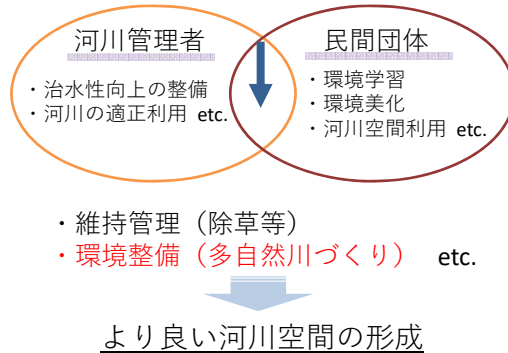 河川管理者
・治水性向上の整備
・河川の適正利用 etc.
民間団体
・環境学習
・環境美化
・河川空間利用 etc.
・維持管理（除草等）
・環境整備（多自然川づくり） etc.
より良い河川空間の形成